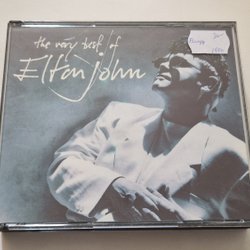 the very best of
Elton John